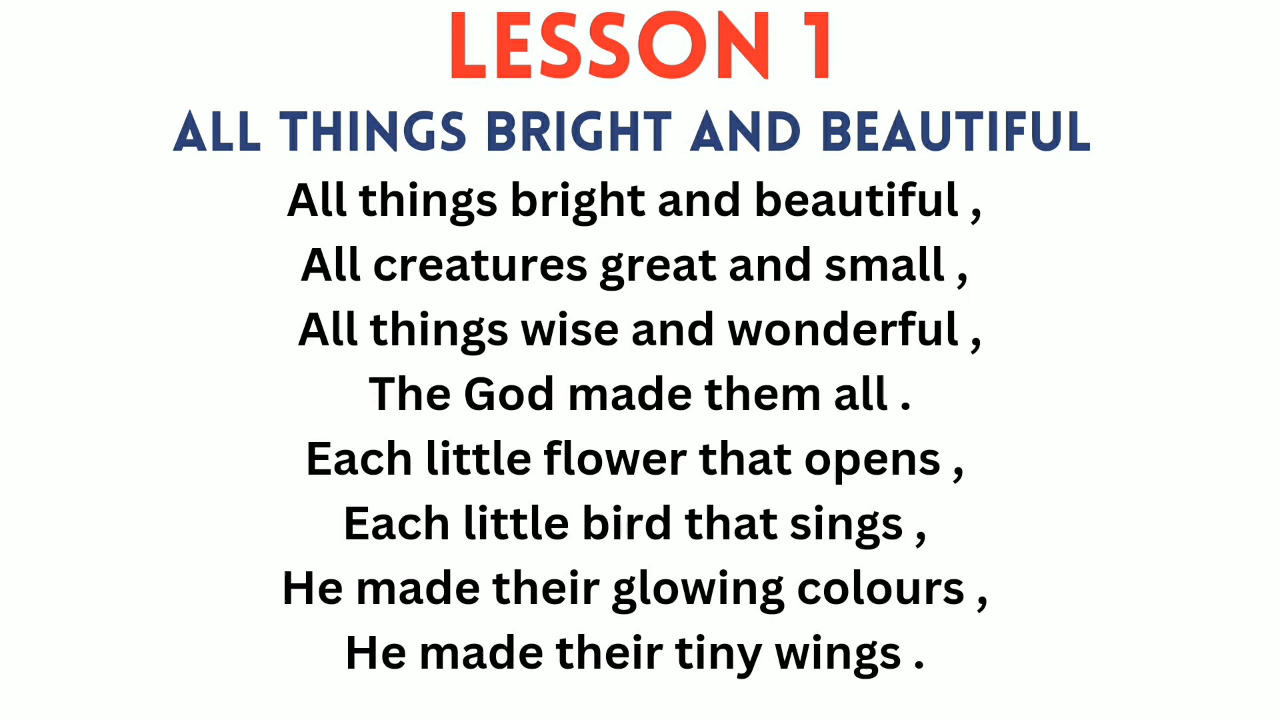 LESSON 1
ALL THINGS BRIGHT AND BEAUTIFUL
All things bright and beautiful ,
All creatures great and small ,
All things wise and wonderful ,
The God made them all .
Each little flower that opens ,
Each little bird that sings ,
He made their glowing colours ,
He made their tiny wings .